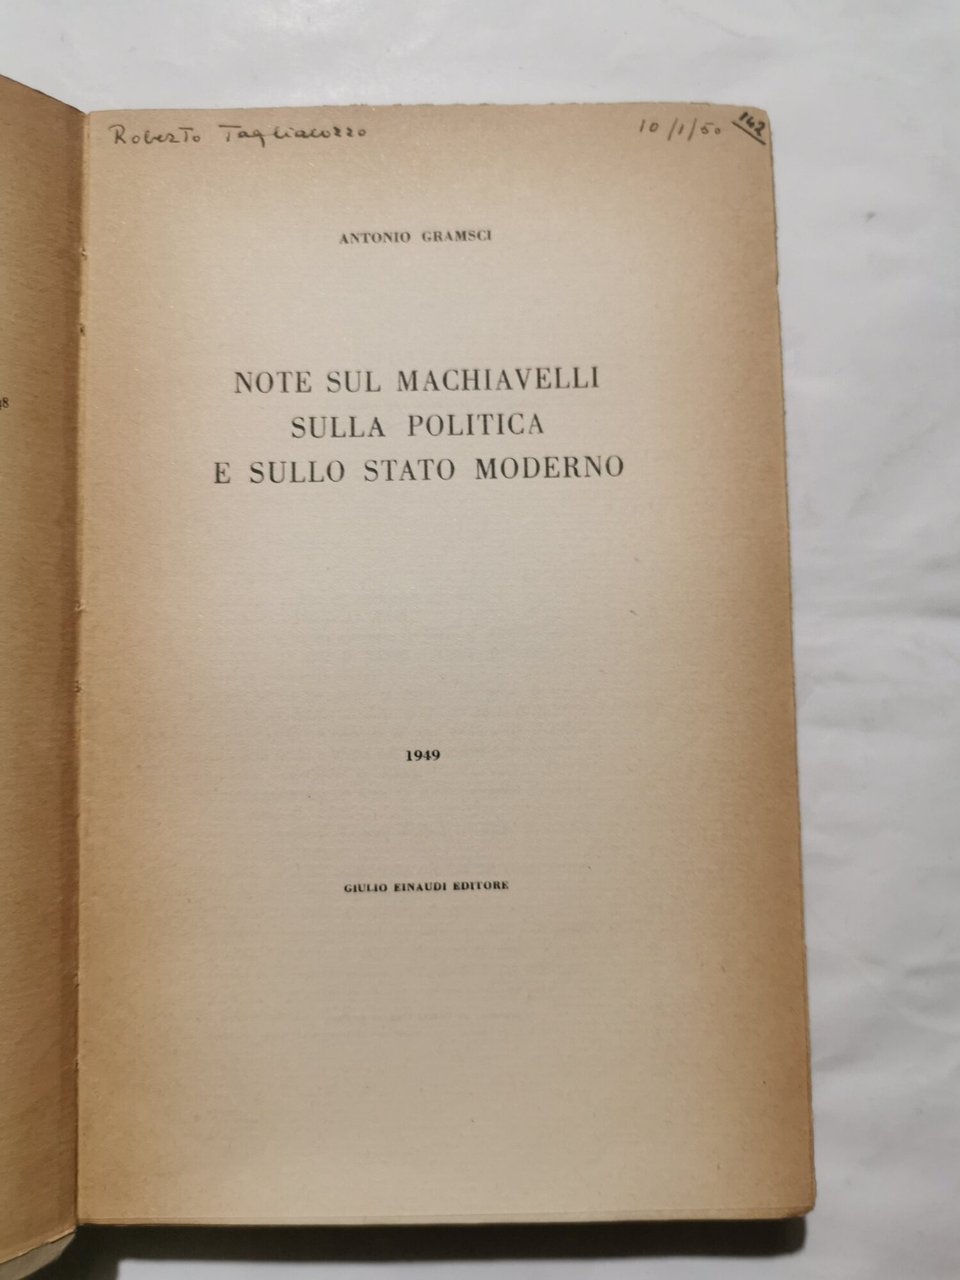 Roberto Tagliacozzo 10/1/50 142
ANTONIO GRAMSCI
NOTE SUL MACHIAVELLI
SULLA POLITICA
E SULLO STATO MODERNO
1949
GIULIO EINAUDI EDITORE